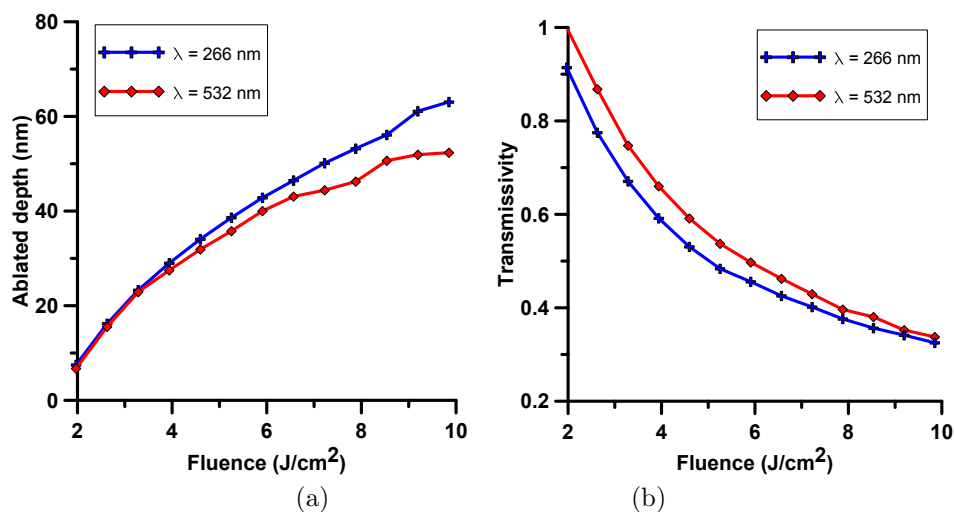 (a)
80
60
40
20
0
Ablated depth (nm)
λ = 266 nm
λ = 532 nm
2 4 6 8 10
Fluence (J/cm²)
(b)
1
0.8
0.6
0.4
0.2
Transmissivity
λ = 266 nm
λ = 532 nm
2 4 6 8 10
Fluence (J/cm²)
(a)
(b)